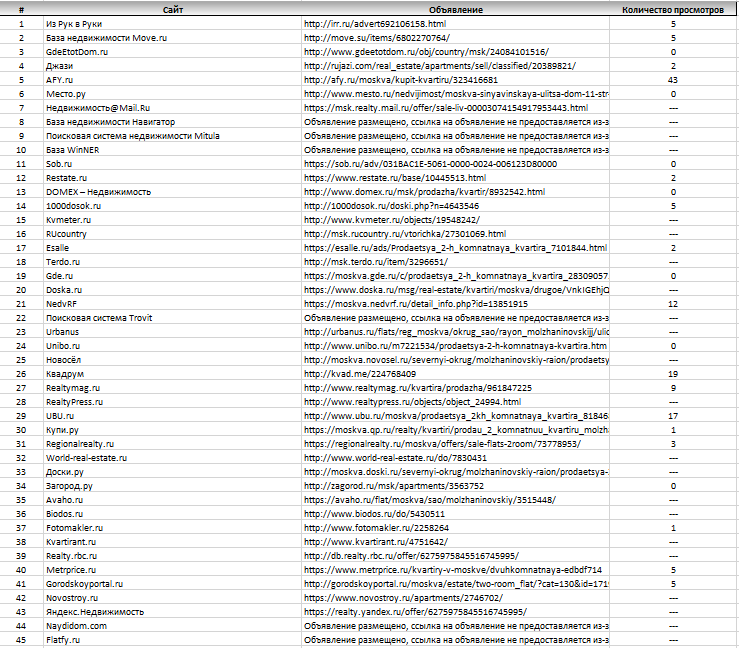 # Сайт Объявление Количество просмотров
1 Из Рук в Руки http://irr.ru/advert692106158.html 5
2 База недвижимости Move.ru http://move.su/items/6802270764/ 5
3 GdeEtotDom.ru http://www.gdeetotdom.ru/obj/country/msk/24084101516/ 0
4 Джази http://rujazi.com/real_estate/apartments/sell/classified/20389821/ 2
5 AFY.ru http://afy.ru/moskva/kupit-kvartiru/323416681 43
6 Место.ру http://www.mesto.ru/nedvijimost/moskva-sinyavinskaya-ulitsa-dom-11-str- 0
7 Недвижимость@Mail.Ru https://msk.realty.mail.ru/offer/sale-liv-00003074154917953443.html ---
8 База недвижимости Навигатор Объявление размещено, ссылка на объявление не предоставляется из-з ---
9 Поисковая система недвижимости Mitula Объявление размещено, ссылка на объявление не предоставляется из-з ---
10 База WinNER Объявление размещено, ссылка на объявление не предоставляется из-з ---
11 Sob.ru https://sob.ru/adv/031BAC1E-5061-0000-0024-006123D80000 0
12 Restate.ru https://www.restate.ru/base/10445513.html 2
13 DOMEX – Недвижимость http://www.domex.ru/msk/prodazha/kvartir/8932542.html 0
14 1000dosok.ru http://1000dosok.ru/doski.php?n=4643546 5
15 Kvmeter.ru http://www.kvmeter.ru/objects/19548242/ ---
16 RUcountry http://msk.rucountry.ru/vtorichka/27301069.html ---
17 Esalle https://esalle.ru/ads/Prodaetsya_2-h_komnatnaya_kvartira_7101844.html 2
18 Terdo.ru http://msk.terdo.ru/item/3296651/ ---
19 Gde.ru https://moskva.gde.ru/c/prodaetsya_2-h_komnatnaya_kvartira_28309057. 0
20 Doska.ru https://www.doska.ru/msg/real-estate/kvartiri/moskva/drugoe/VnkIGEhjQ ---
21 NedvRF https://moskva.nedvrf.ru/detail_info.php?id=13851915 12
22 Поисковая система Trovit Объявление размещено, ссылка на объявление не предоставляется из-з ---
23 Urbanus http://urbanus.ru/flats/reg_moskva/okrug_sao/rayon_molzhaninovskijj/ulic ---
24 Unibo.ru http://www.unibo.ru/m7221534/prodaetsya-2-h-komnatnaya-kvartira.htm 0
25 Новосёл http://moskva.novosel.ru/severnyi-okrug/molzhaninovskiy-raion/prodaetsy ---
26 Квадрум http://kvad.me/224768409 19
27 Realtymag.ru http://www.realtymag.ru/kvartira/prodazha/961847225 9
28 RealtyPress.ru http://www.realtypress.ru/objects/object_24994.html ---
29 UBU.ru http://www.ubu.ru/moskva/prodaetsya_2kh_komnatnaya_kvartira_818468 17
30 Купи.ру https://moskva.qp.ru/realty/kvartiri/prodau_2_komnatnuu_kvartiru_molzh 1
31 Regionalrealty.ru https://regionalrealty.ru/moskva/offers/sale-flats-2room/73778953/ 3
32 World-real-estate.ru http://www.world-real-estate.ru/do/7830431 ---
33 Доски.ру http://moskva.doski.ru/severnyi-okrug/molzhaninovskiy-raion/prodaetsya- ---
34 Загород.ру http://zagorod.ru/msk/apartments/3563752 0
35 Avaho.ru https://avaho.ru/flat/moskva/sao/molzhaninovskiy/3515448/ ---
36 Biodos.ru http://www.biodos.ru/do/5430511 ---
37 Fotomakler.ru http://www.fotomakler.ru/2258264 1
38 Kvartirant.ru http://www.kvartirant.ru/4751642/ ---
39 Realty.rbc.ru http://db.realty.rbc.ru/offer/6275975845516745995/ ---
40 Metrprice.ru https://www.metrprice.ru/kvartiry-v-moskve/dvuhkomnatnaya-edbdf714 5
41 Gorodskoyportal.ru http://gorodskoyportal.ru/moskva/estate/two-room_flat/?cat=130&id=171 5
42 Novostroy.ru https://www.novostroy.ru/apartments/2746702/ ---
43 Яндекс.Недвижимость https://realty.yandex.ru/offer/6275975845516745995/ ---
44 Naydidom.com Объявление размещено, ссылка на объявление не предоставляется из-з ---
45 Flatfy.ru Объявление размещено, ссылка на объявление не предоставляется из-з ---